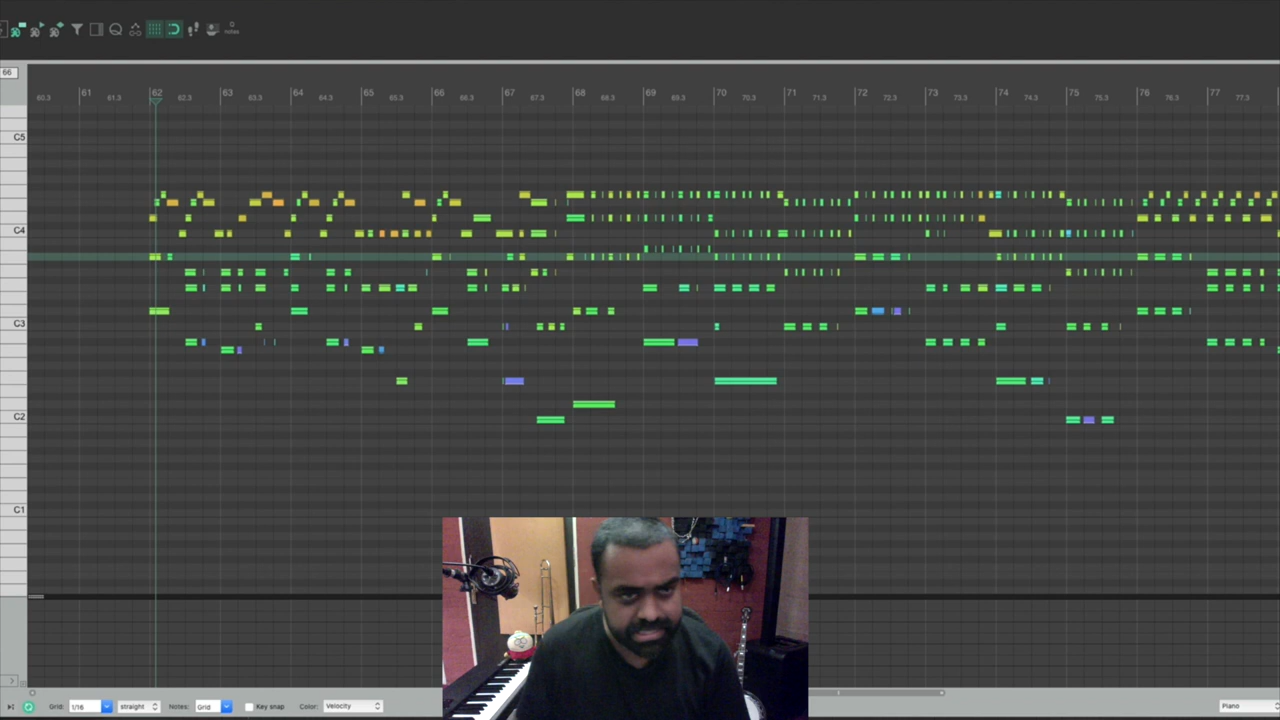 notes
66
61 62 63 64 65 66 67 68 69 70 71 72 73 74 75 76 77
60.3 61.3 62.3 63.3 64.3 65.3 66.3 67.3 68.3 69.3 70.3 71.3 72.3 73.3 74.3 75.3 76.3 77.3
C5
C4
C3
C2
C1
Grid: 1/16 straight Notes: Grid Key snap Color: Velocity Piano